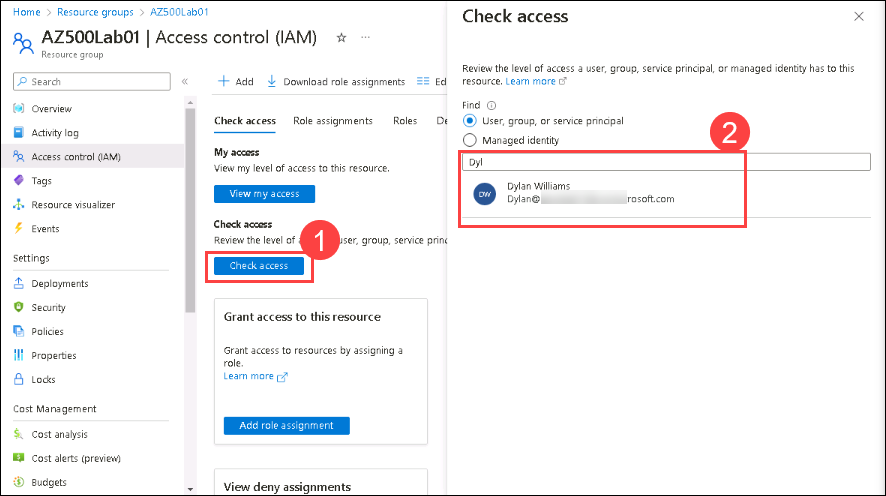 Home > Resource groups > AZ500Lab01
AZ500Lab01 | Access control (IAM) ☆ ···
Resource group
Search
«
Overview
Activity log
Access control (IAM)
Tags
Resource visualizer
Events
Settings
Deployments
Security
Policies
Properties
Locks
Cost Management
Cost analysis
Cost alerts (preview)
Budgets
+ Add
Download role assignments
Ed
Check access
Role assignments
Roles
De
My access
View my level of access to this resource.
View my access
Check access
Review the level of a user, group, service princ
1
Check access
Grant access to this resource
Grant access to resources by assigning a
role.
Learn more
Add role assignment
View deny assignments
Check access
Review the level of access a user, group, service principal, or managed identity has to this
resource. Learn more
Find
User, group, or service principal
Managed identity
2
Dyl
DW
Dylan Williams
Dylan@ rosoft.com